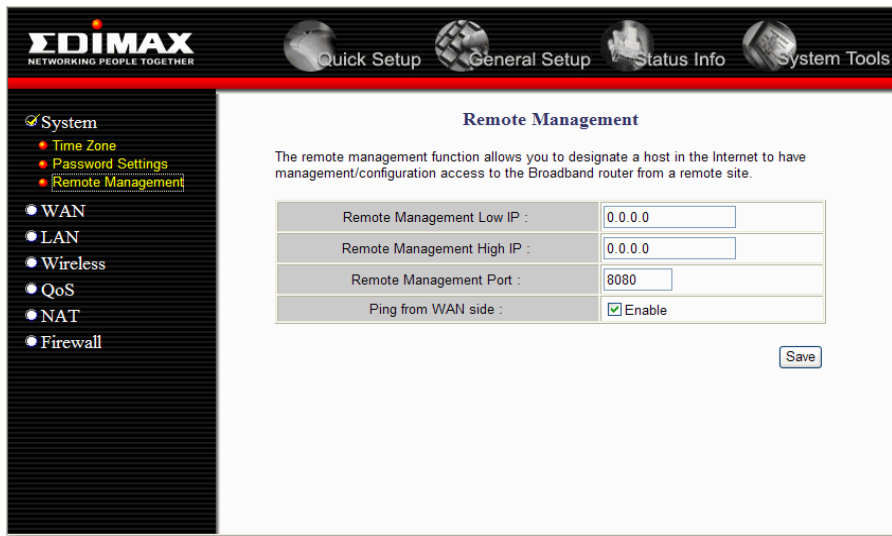 EDIMAX
NETWORKING PEOPLE TOGETHER
Quick Setup
General Setup
Status Info
System Tools
System
Time Zone
Password Settings
Remote Management
WAN
LAN
Wireless
QoS
NAT
Firewall
Remote Management
The remote management function allows you to designate a host in the Internet to have
management/configuration access to the Broadband router from a remote site.
Remote Management Low IP : 0.0.0.0
Remote Management High IP : 0.0.0.0
Remote Management Port : 8080
Ping from WAN side : Enable
Save